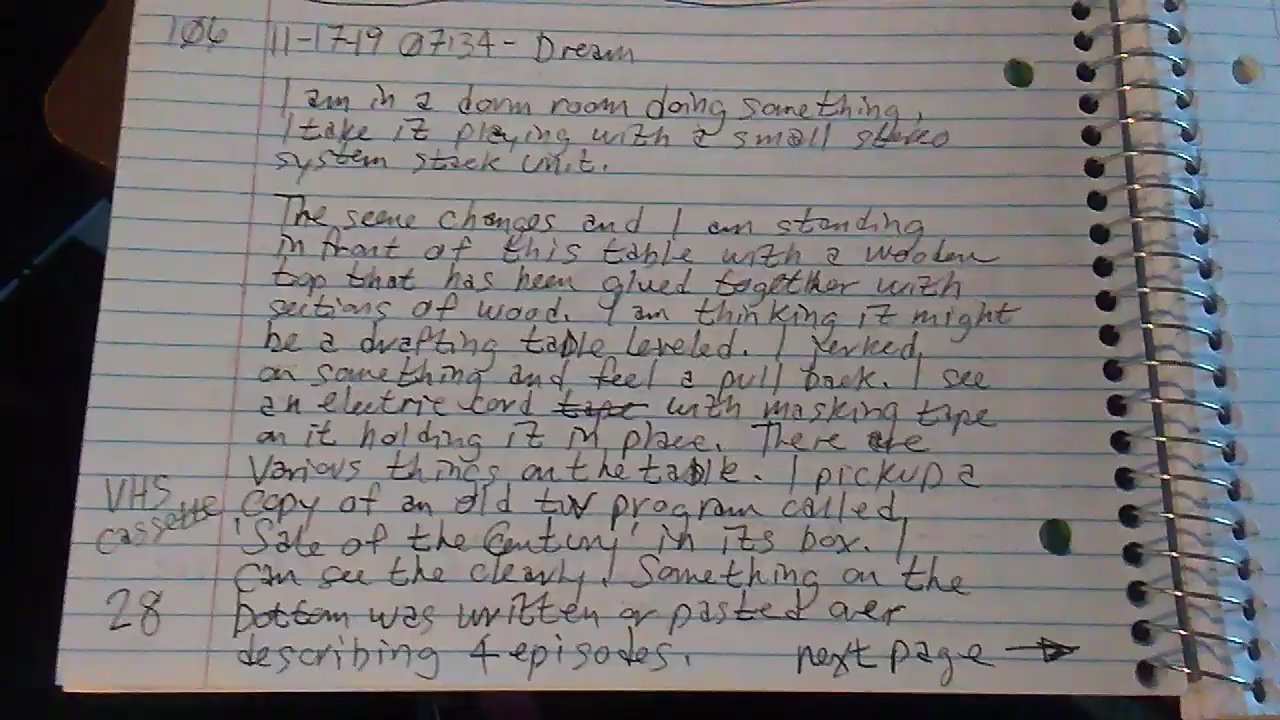 106 11-17-19 07:34 - Dream
I am in a dorm room doing something,
I take it playing with a small stereo
system stack unit.
The scene changes and I am standing
in front of this table with a wooden
top that has been glued together with
sections of wood. I am thinking it might
be a drafting table leveled. I jerked
on something and feel a pull back. I see
an electric cord tape with masking tape
on it holding it in place. There are
various things on the table. I pickup a
VHS cassette copy of an old tv program called,
'Sale of the Century' in its box. I
can see the clearly. Something on the
28 bottom was written or pasted over
describing 4 episodes. next page →